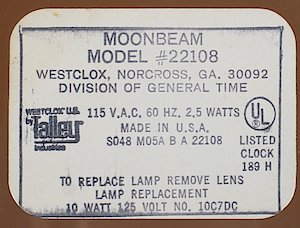 MOONBEAM
MODEL #22108
WESTCLOX, NORCROSS, GA. 30092
DIVISION OF GENERAL TIME
WESTCLOX U.S.
by Talley
Industries
115 V.A.C. 60 HZ. 2.5 WATTS
MADE IN U.S.A.
S048 M05A B A 22108
UL
LISTED
CLOCK
189 H
TO REPLACE LAMP REMOVE LENS
LAMP REPLACEMENT
10 WATT 125 VOLT NO. 10C7DC